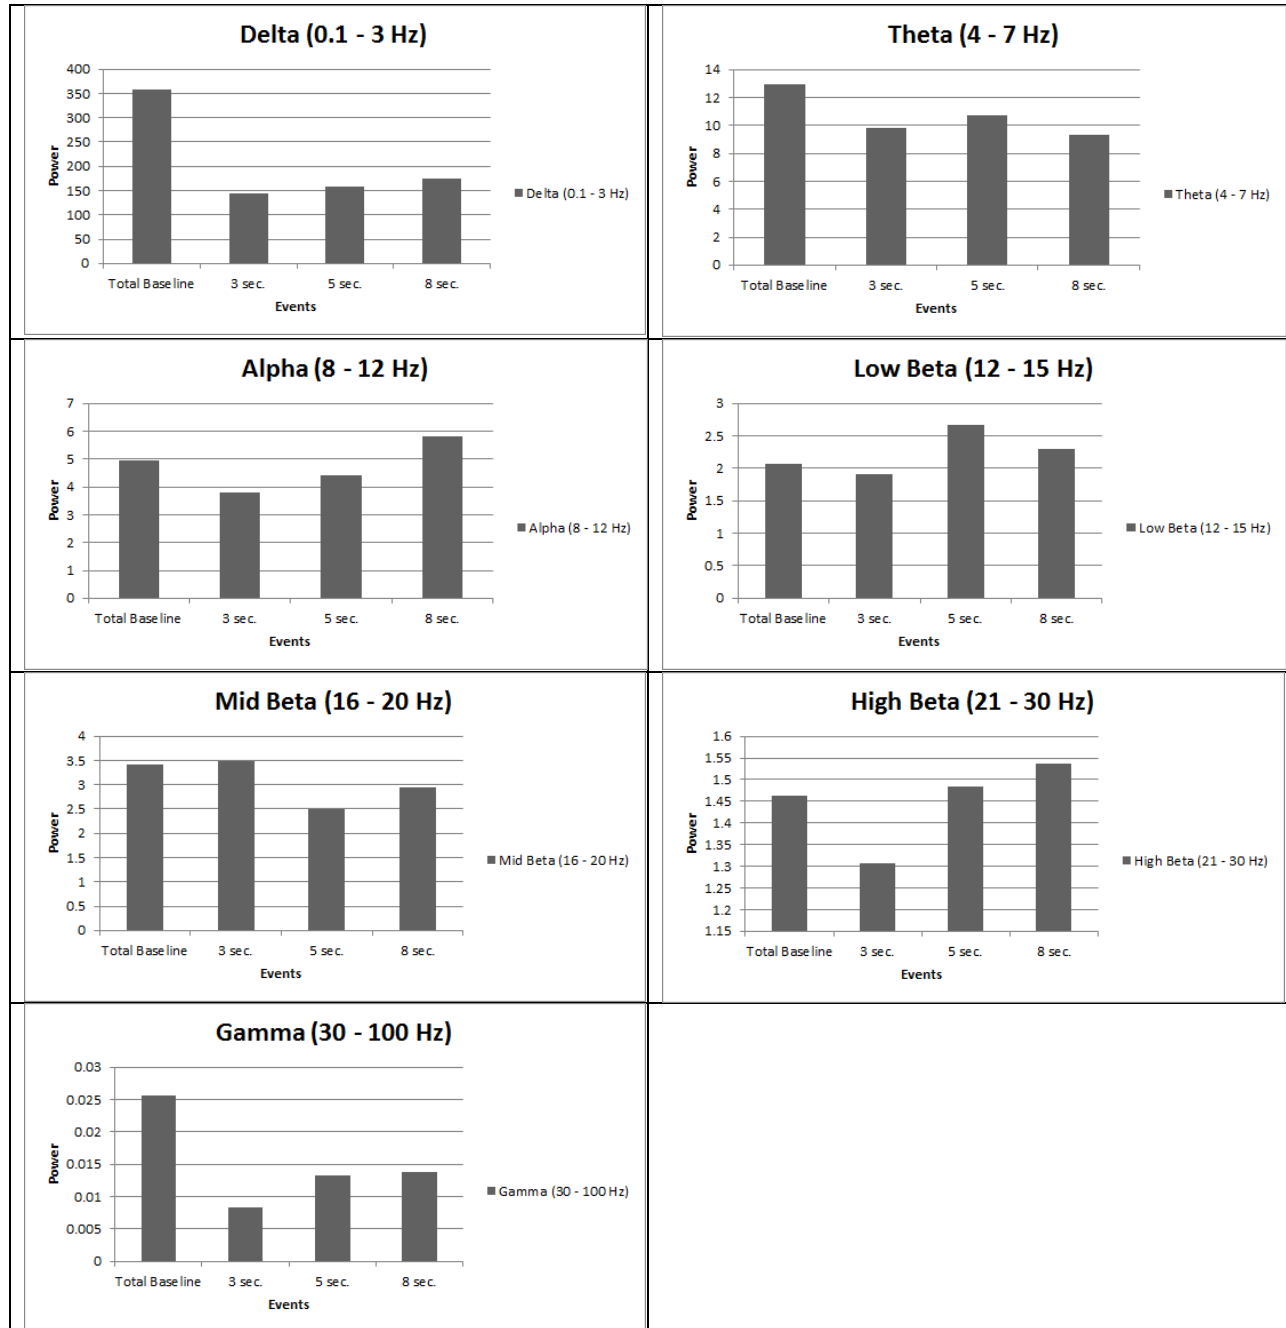 Delta (0.1 - 3 Hz)
400
350
300
250
200
150
100
50
0
Power
Total Baseline 3 sec. 5 sec. 8 sec.
Events
Delta (0.1 - 3 Hz)
Theta (4 - 7 Hz)
14
12
10
8
6
4
2
0
Power
Total Baseline 3 sec. 5 sec. 8 sec.
Events
Theta (4 - 7 Hz)
Alpha (8 - 12 Hz)
7
6
5
4
3
2
1
0
Power
Total Baseline 3 sec. 5 sec. 8 sec.
Events
Alpha (8 - 12 Hz)
Low Beta (12 - 15 Hz)
3
2.5
2
1.5
1
0.5
0
Power
Total Baseline 3 sec. 5 sec. 8 sec.
Events
Low Beta (12 - 15 Hz)
Mid Beta (16 - 20 Hz)
4
3.5
3
2.5
2
1.5
1
0.5
0
Power
Total Baseline 3 sec. 5 sec. 8 sec.
Events
Mid Beta (16 - 20 Hz)
High Beta (21 - 30 Hz)
1.6
1.55
1.5
1.45
1.4
1.35
1.3
1.25
1.2
1.15
Power
Total Baseline 3 sec. 5 sec. 8 sec.
Events
High Beta (21 - 30 Hz)
Gamma (30 - 100 Hz)
0.03
0.025
0.02
0.015
0.01
0.005
0
Power
Total Baseline 3 sec. 5 sec. 8 sec.
Events
Gamma (30 - 100 Hz)